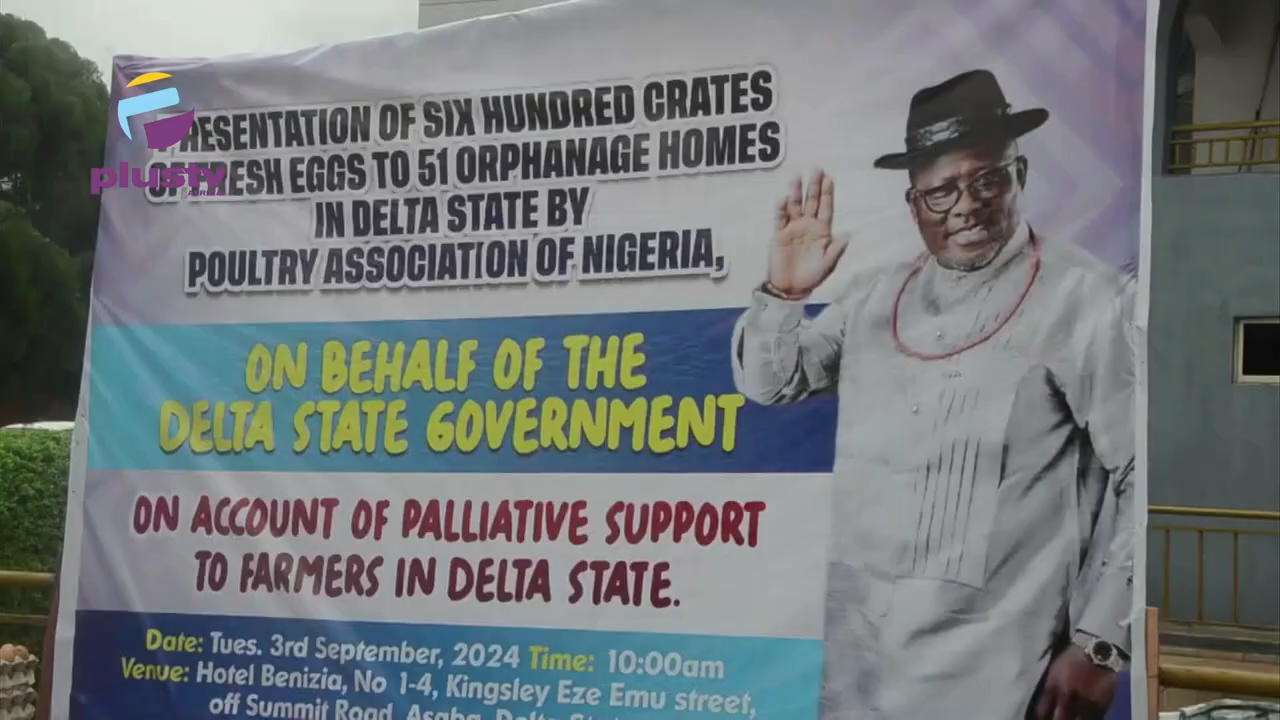 PRESENTATION OF SIX HUNDRED CRATES
OF FRESH EGGS TO 51 ORPHANAGE HOMES
IN DELTA STATE BY
POULTRY ASSOCIATION OF NIGERIA,
ON BEHALF OF THE
DELTA STATE GOVERNMENT
ON ACCOUNT OF PALLIATIVE SUPPORT
TO FARMERS IN DELTA STATE.
Date: Tues. 3rd September, 2024 Time: 10:00am
Venue: Hotel Benizia, No 1-4, Kingsley Eze Emu street,
off Summit Road, Asaba, Delta State
plustv